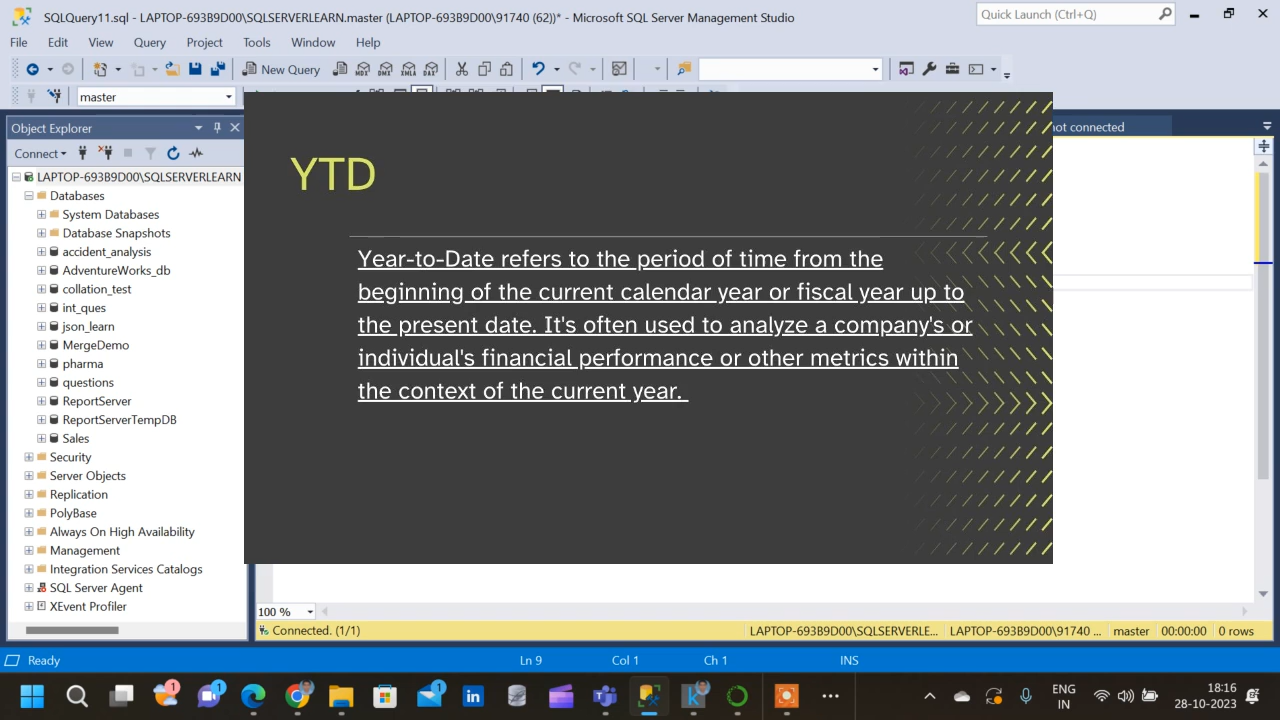 SQLQuery11.sql - LAPTOP-693B9D00\SQLSERVERLEARN.master (LAPTOP-693B9D00\91740 (62))* - Microsoft SQL Server Management Studio
Quick Launch (Ctrl+Q)
File Edit View Query Project Tools Window Help
New Query MDX DMX XMLA DAX
master
Object Explorer
not connected
Connect
LAPTOP-693B9D00\SQLSERVERLEARN
Databases
System Databases
Database Snapshots
accident_analysis
AdventureWorks_db
collation_test
int_ques
json_learn
MergeDemo
pharma
questions
ReportServer
ReportServerTempDB
Sales
Security
Server Objects
Replication
PolyBase
Always On High Availability
Management
Integration Services Catalogs
SQL Server Agent
XEvent Profiler
YTD
Year-to-Date refers to the period of time from the
beginning of the current calendar year or fiscal year up to
the present date. It's often used to analyze a company's or
individual's financial performance or other metrics within
the context of the current year.
100 %
Connected. (1/1) LAPTOP-693B9D00\SQLSERVERLE... LAPTOP-693B9D00\91740 ... master 00:00:00 0 rows
Ready Ln 9 Col 1 Ch 1 INS
1 1 1
ENG
IN
18:16
28-10-2023